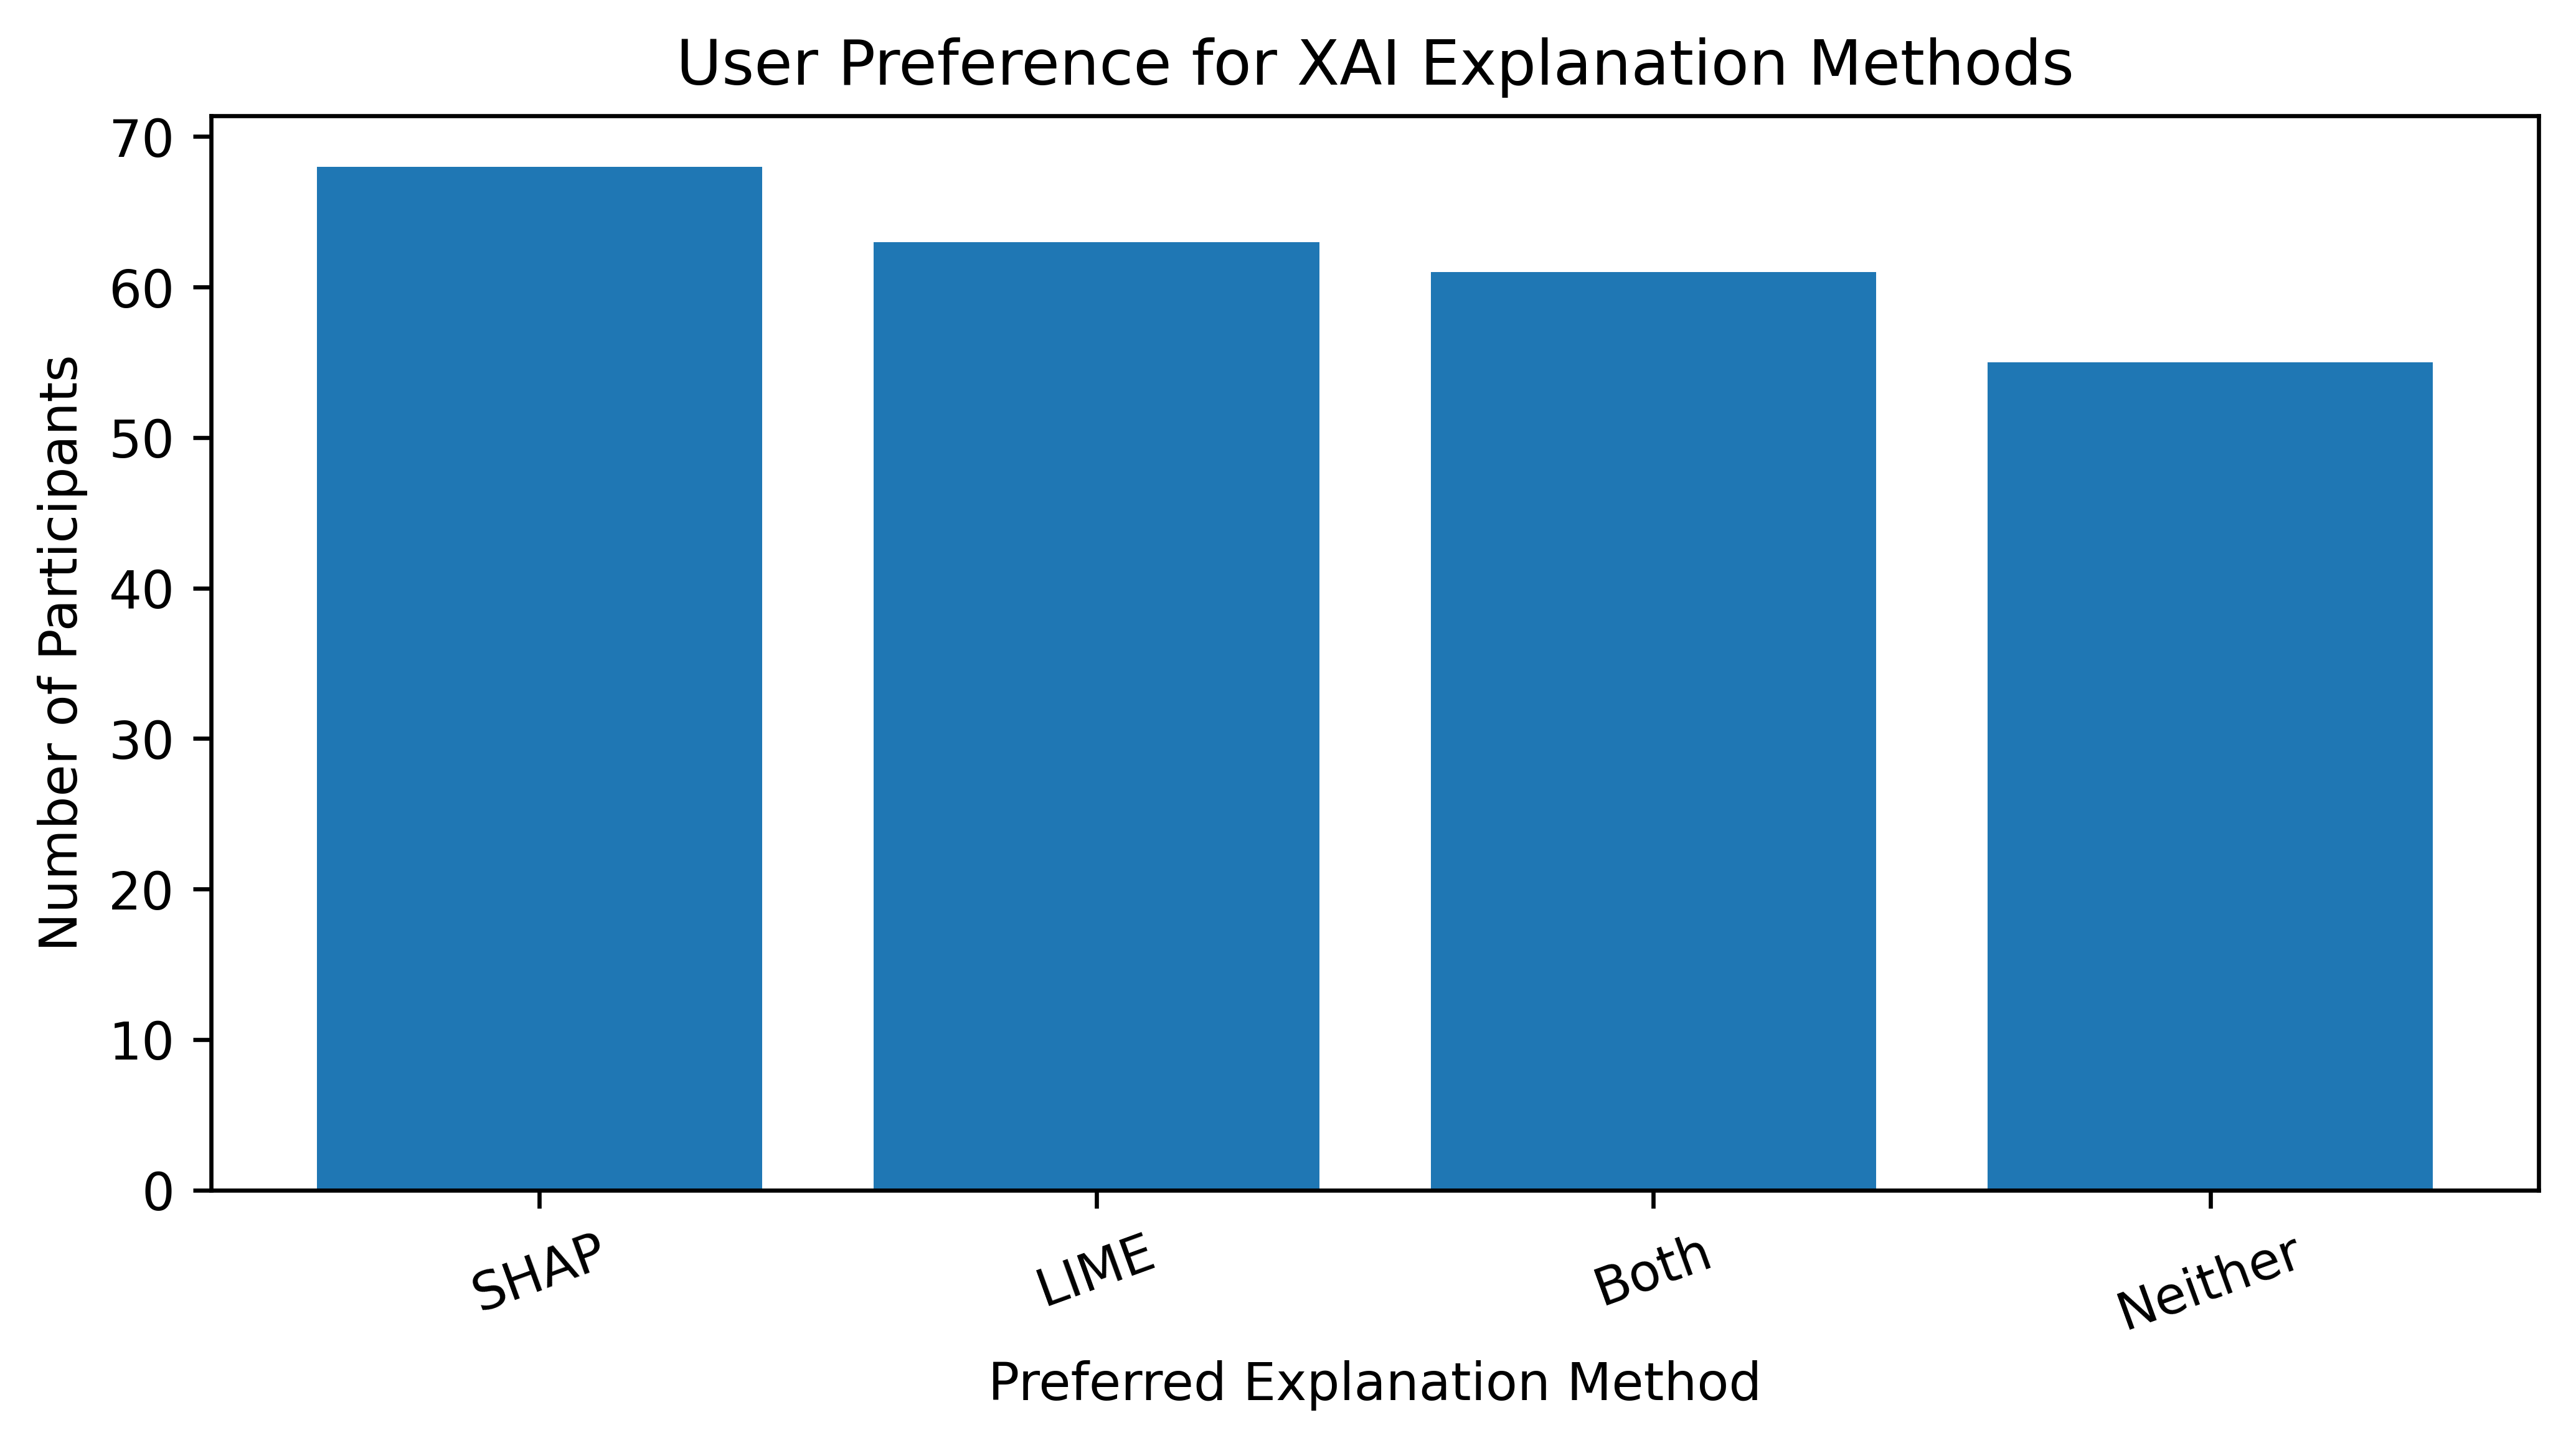 User Preference for XAI Explanation Methods
70
60
50
40
30
20
10
0
Number of Participants
SHAP
LIME
Both
Neither
Preferred Explanation Method